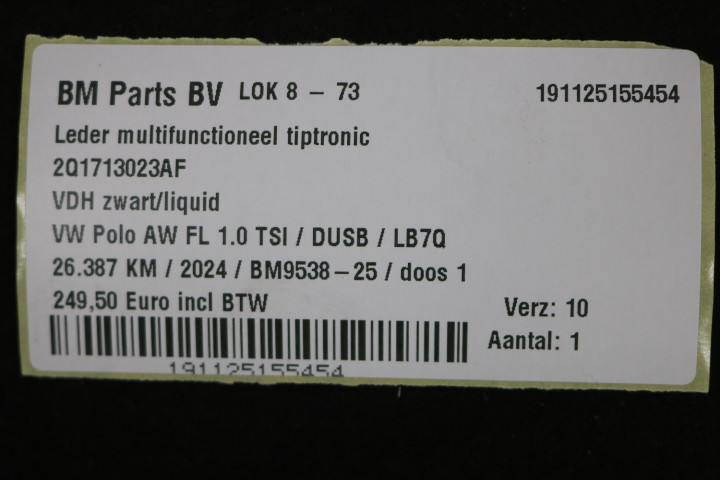 BM Parts BV LOK 8 – 73 191125155454
Leder multifunctioneel tiptronic
2Q1713023AF
VDH zwart/liquid
VW Polo AW FL 1.0 TSI / DUSB / LB7Q
26.387 KM / 2024 / BM9538–25 / doos 1
249,50 Euro incl BTW Verz: 10
Aantal: 1
191125155454